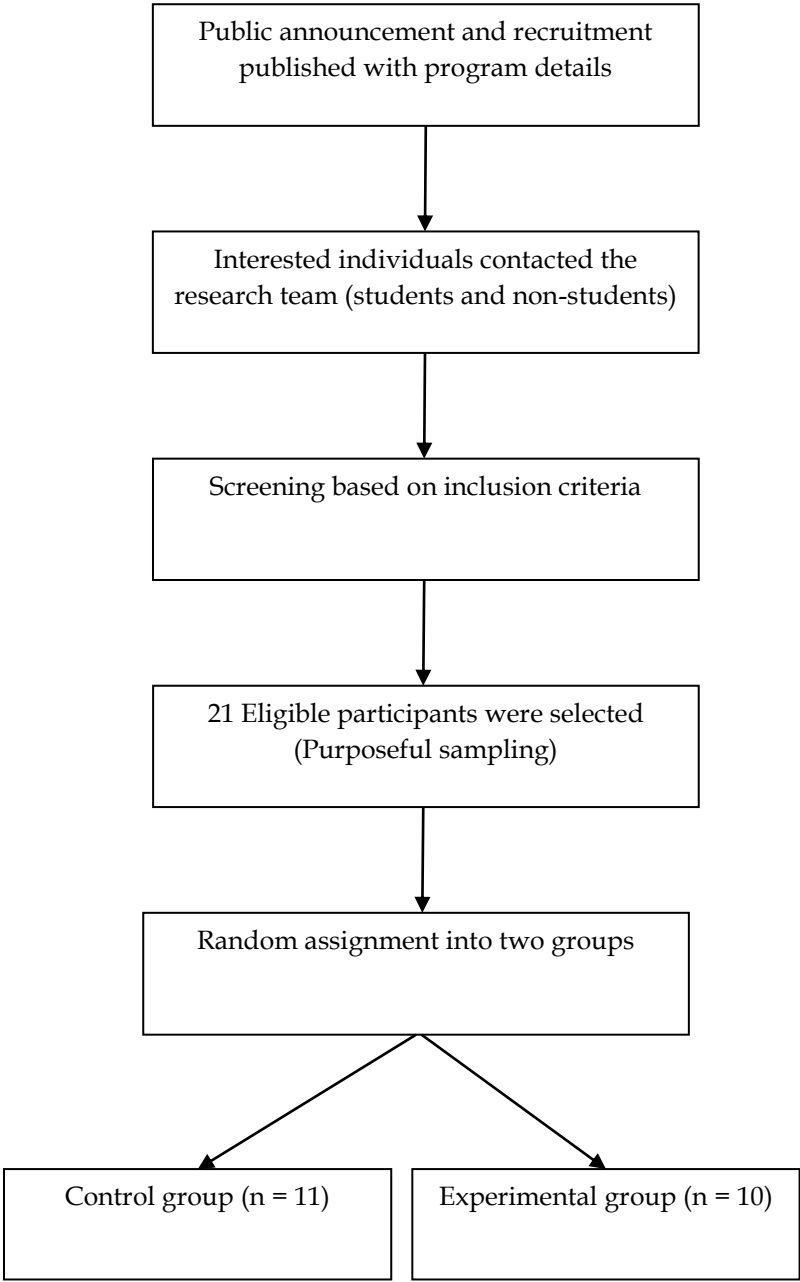 Public announcement and recruitment
published with program details
Interested individuals contacted the
research team (students and non-students)
Screening based on inclusion criteria
21 Eligible participants were selected
(Purposeful sampling)
Random assignment into two groups
Control group (n = 11)
Experimental group (n = 10)